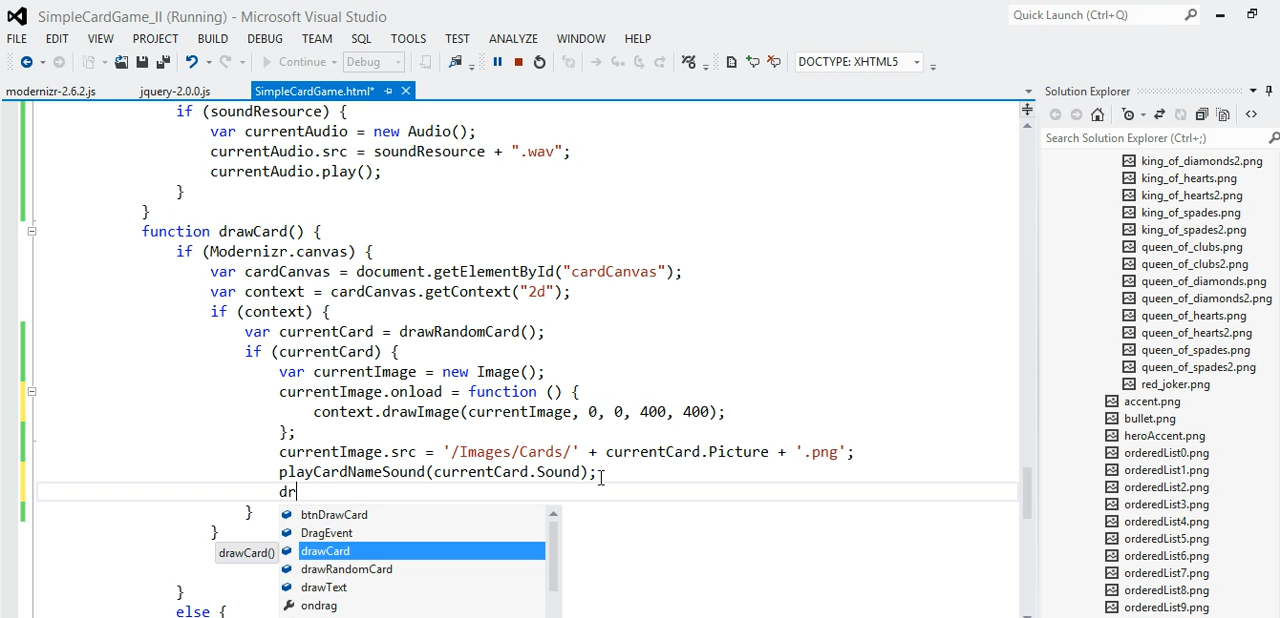 SimpleCardGame_II (Running) - Microsoft Visual Studio
Quick Launch (Ctrl+Q)
FILE EDIT VIEW PROJECT BUILD DEBUG TEAM SQL TOOLS TEST ANALYZE WINDOW HELP
Continue Debug DOCTYPE: XHTML5
modernizr-2.6.2.js jquery-2.0.0.js SimpleCardGame.html*
if (soundResource) {
var currentAudio = new Audio();
currentAudio.src = soundResource + ".wav";
currentAudio.play();
}
}
function drawCard() {
if (Modernizr.canvas) {
var cardCanvas = document.getElementById("cardCanvas");
var context = cardCanvas.getContext("2d");
if (context) {
var currentCard = drawRandomCard();
if (currentCard) {
var currentImage = new Image();
currentImage.onload = function () {
context.drawImage(currentImage, 0, 0, 400, 400);
};
currentImage.src = '/Images/Cards/' + currentCard.Picture + '.png';
playCardNameSound(currentCard.Sound);
dr
}
}
}
else {
drawCard()
btnDrawCard
DragEvent
drawCard
drawRandomCard
drawText
ondrag
Solution Explorer
Search Solution Explorer (Ctrl+;)
king_of_diamonds2.png
king_of_hearts.png
king_of_hearts2.png
king_of_spades.png
king_of_spades2.png
queen_of_clubs.png
queen_of_clubs2.png
queen_of_diamonds.png
queen_of_diamonds2.png
queen_of_hearts.png
queen_of_hearts2.png
queen_of_spades.png
queen_of_spades2.png
red_joker.png
accent.png
bullet.png
heroAccent.png
orderedList0.png
orderedList1.png
orderedList2.png
orderedList3.png
orderedList4.png
orderedList5.png
orderedList6.png
orderedList7.png
orderedList8.png
orderedList9.png